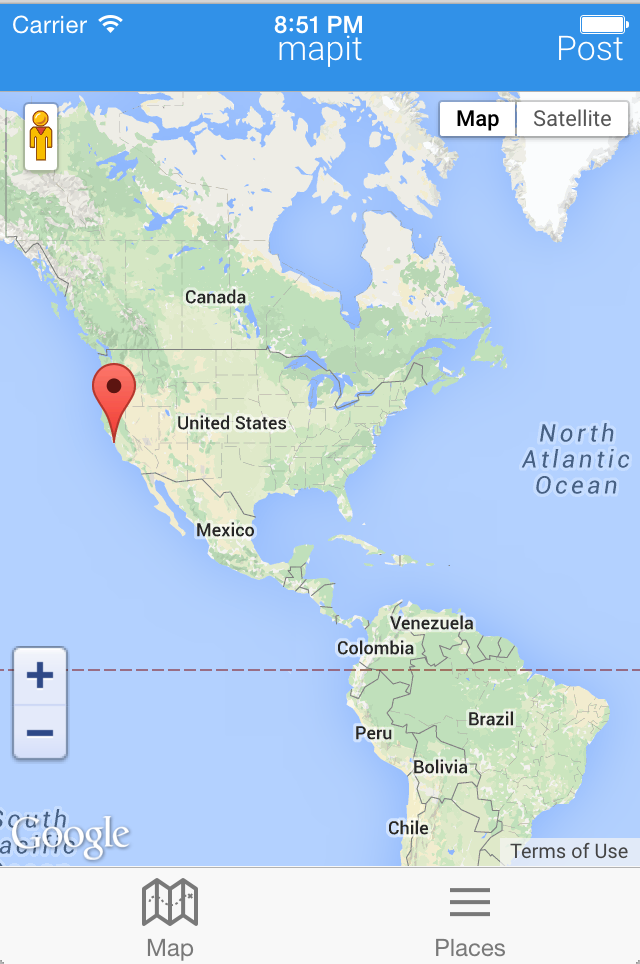 Carrier 8:51 PM
mapit Post
Map Satellite
Canada
United States
North
Atlantic
Ocean
Mexico
Venezuela
Colombia
+
Brazil
Peru
−
Bolivia
South
Google
Chile
Terms of Use
Map Places